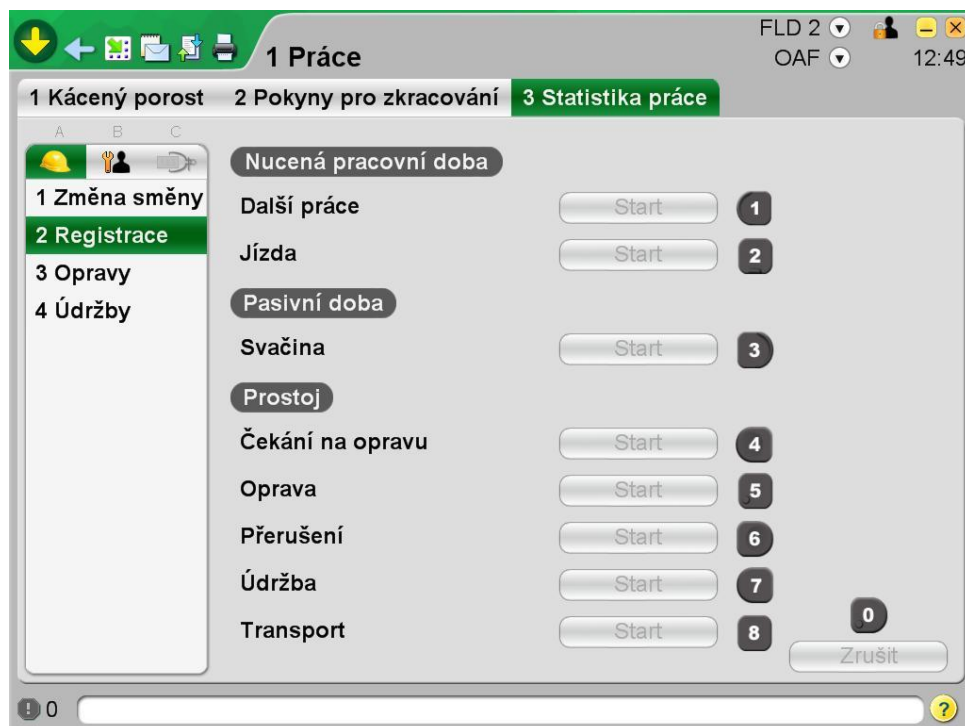 FLD 2
1 Práce
OAF
12:49
1 Kácený porost 2 Pokyny pro zkracování 3 Statistika práce
A B C
1 Změna směny
2 Registrace
3 Opravy
4 Údržby
Nucená pracovní doba
Další práce Start 1
Jízda Start 2
Pasivní doba
Svačina Start 3
Prostoj
Čekání na opravu Start 4
Oprava Start 5
Přerušení Start 6
Údržba Start 7
Transport Start 8
0
Zrušit
! 0
?